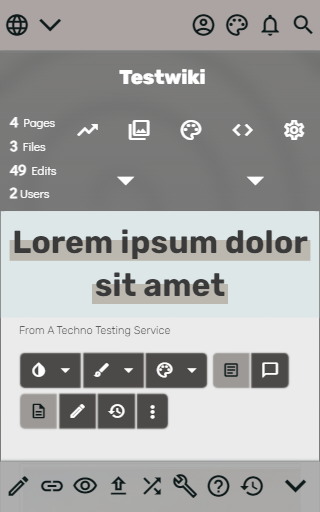 Testwiki
4 Pages
3 Files
49 Edits
2 Users
Lorem ipsum dolor
sit amet
From A Techno Testing Service